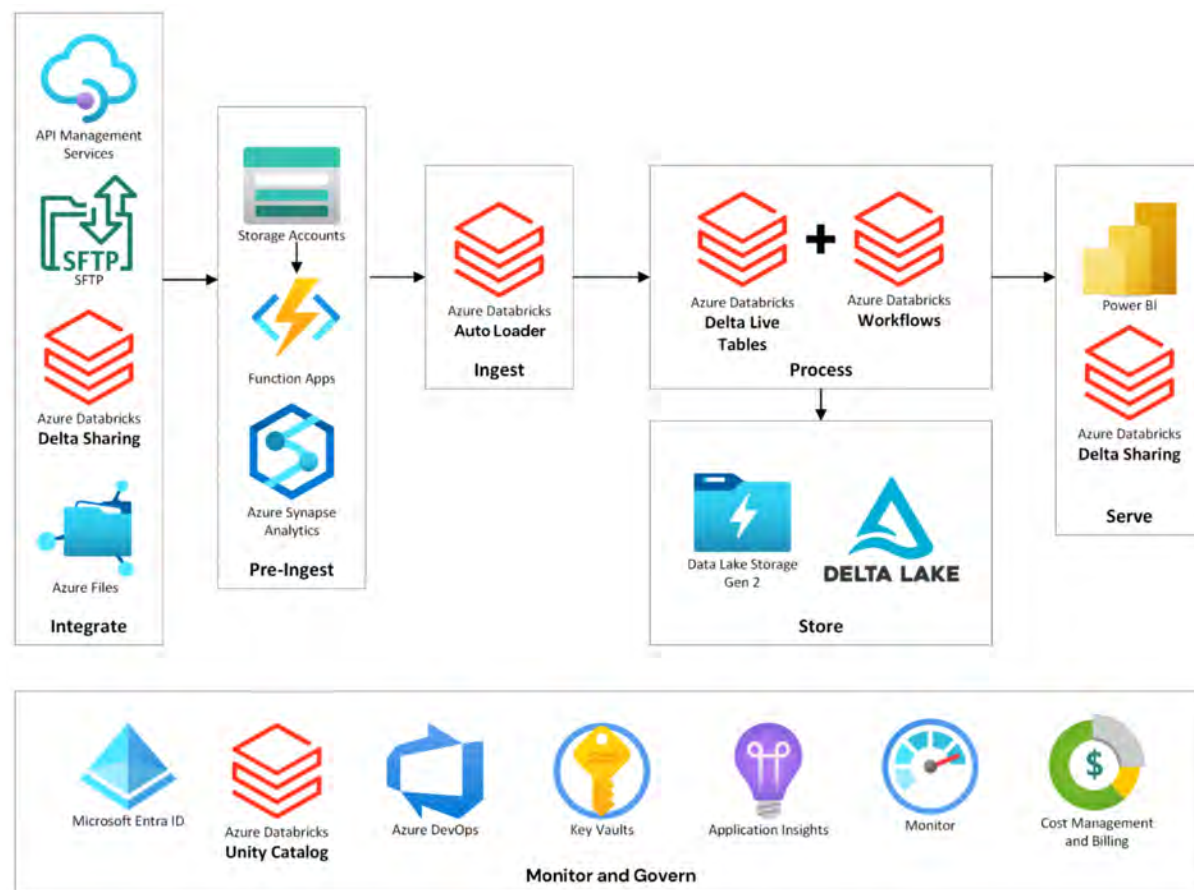 API Management
Services
SFTP
SFTP
Azure Databricks
Delta Sharing
Azure Files
Integrate
Storage Accounts
Function Apps
Azure Synapse
Analytics
Pre-Ingest
Azure Databricks
Auto Loader
Ingest
Azure Databricks
Delta Live
Tables
+
Azure Databricks
Workflows
Process
Data Lake Storage
Gen 2
DELTA LAKE
Store
Power BI
Azure Databricks
Delta Sharing
Serve
Microsoft Entra ID
Azure Databricks
Unity Catalog
Azure DevOps
Key Vaults
Application Insights
Monitor
$
Cost Management
and Billing
Monitor and Govern